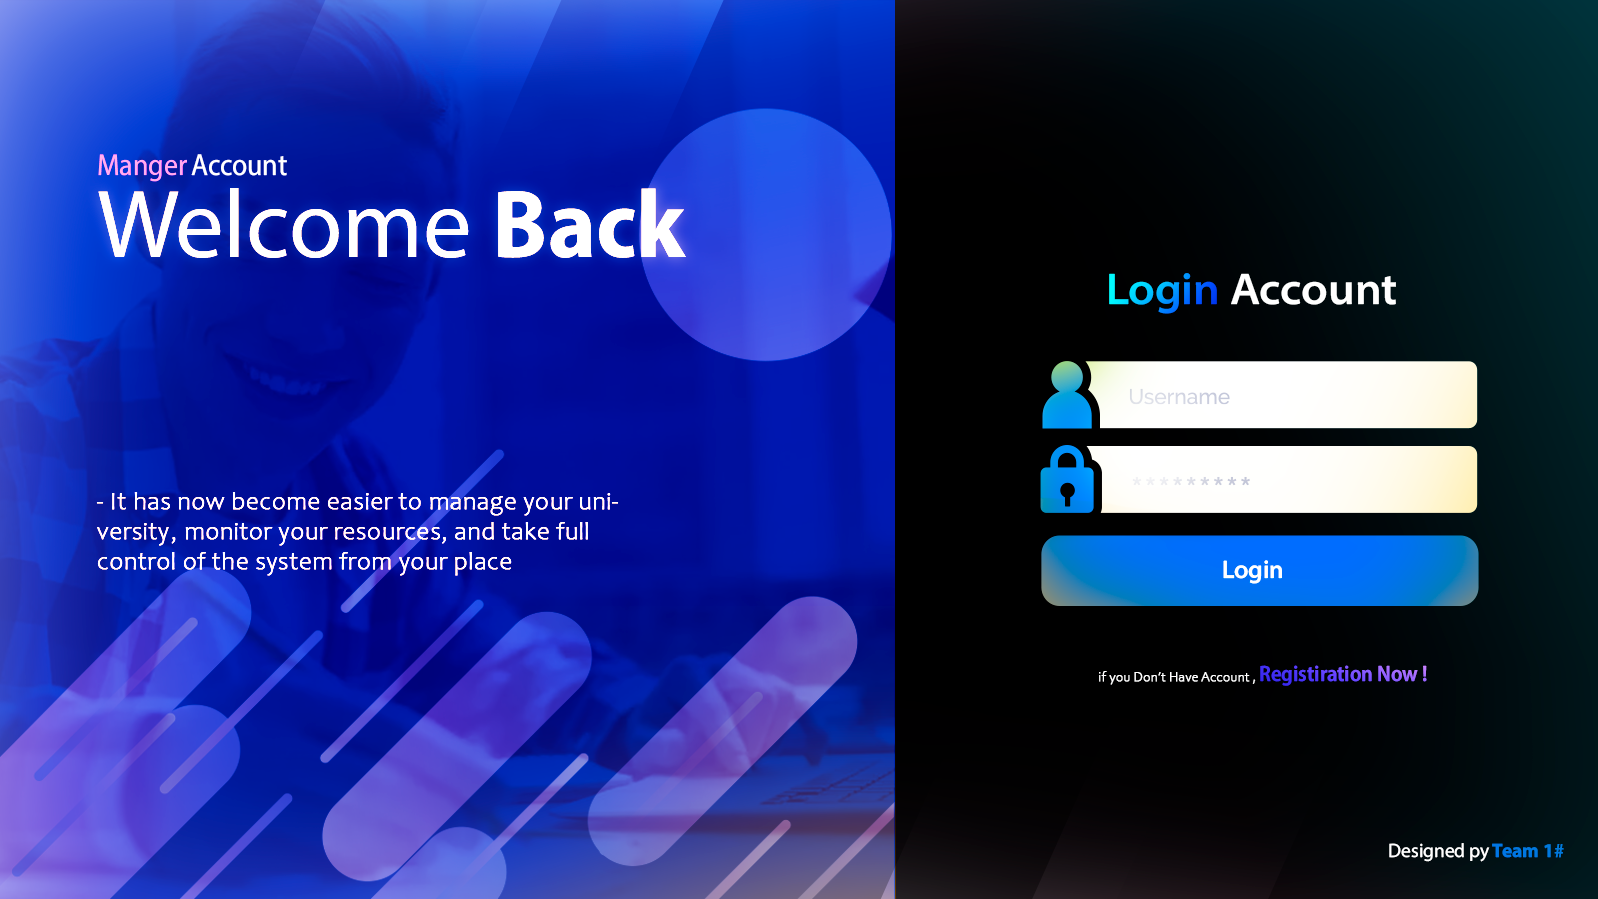 Manger Account
Welcome Back
- It has now become easier to manage your uni-
versity, monitor your resources, and take full
control of the system from your place
Login Account
Username
*********
Login
if you Don't Have Account , Registiration Now !
Designed py Team 1#